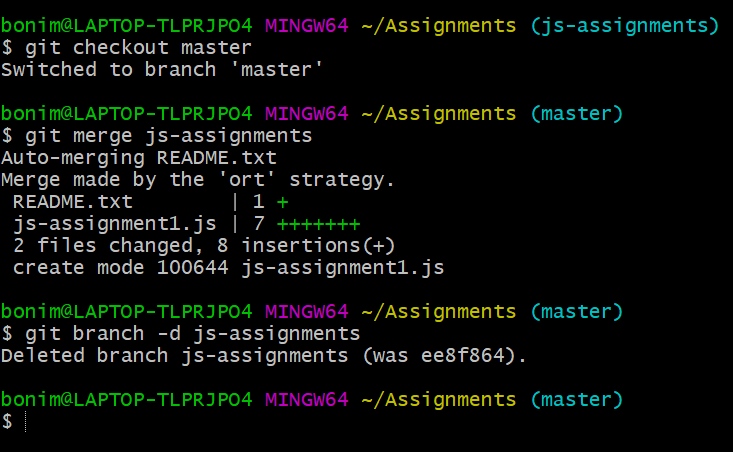 bonim@LAPTOP-TLPRJPO4 MINGW64 ~/Assignments (js-assignments)
$ git checkout master
Switched to branch 'master'
bonim@LAPTOP-TLPRJPO4 MINGW64 ~/Assignments (master)
$ git merge js-assignments
Auto-merging README.txt
Merge made by the 'ort' strategy.
 README.txt        | 1 +
 js-assignment1.js | 7 +++++++
 2 files changed, 8 insertions(+)
 create mode 100644 js-assignment1.js
bonim@LAPTOP-TLPRJPO4 MINGW64 ~/Assignments (master)
$ git branch -d js-assignments
Deleted branch js-assignments (was ee8f864).
bonim@LAPTOP-TLPRJPO4 MINGW64 ~/Assignments (master)
$